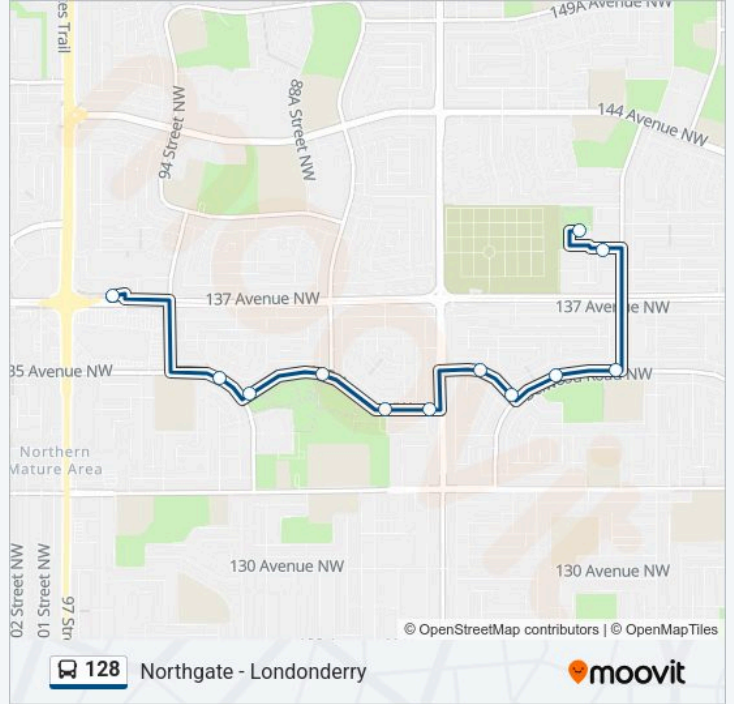 149A Avenue NW
es Trail
94 Street NW
88A Street NW
144 Avenue NW
137 Avenue NW
137 Avenue NW
35 Avenue NW
NW
Northern
Mature Area
130 Avenue NW
130 Avenue NW
02 Street NW
01 Street NW
97 Str
© OpenStreetMap contributors | © OpenMapTiles
128 Northgate - Londonderry
moovit